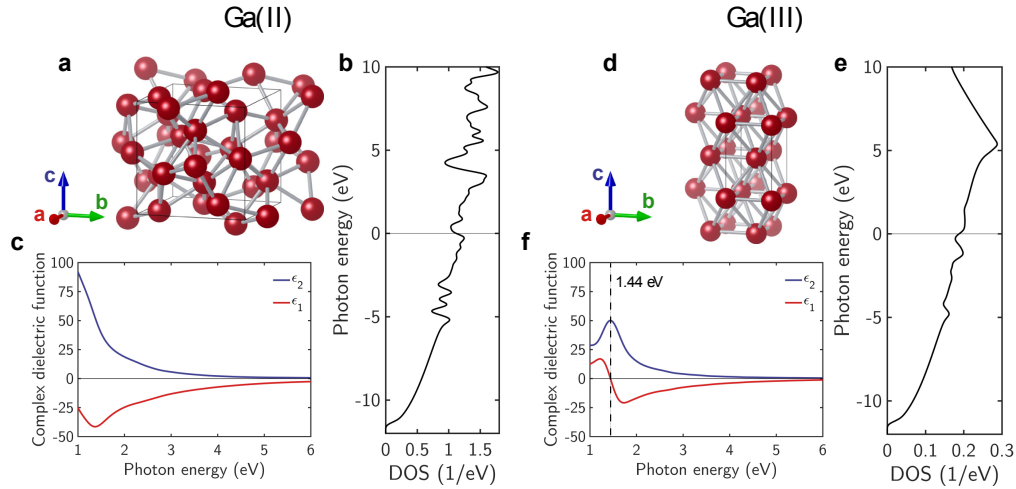 Ga(II)
Ga(III)
a
c
b
a
b
10
5
0
-5
-10
Photon energy (eV)
0
0.5
1
1.5
DOS (1/eV)
c
100
75
50
25
0
-25
-50
Complex dielectric function
ϵ2
ϵ1
1
2
3
4
5
6
Photon energy (eV)
d
c
b
a
e
10
5
0
-5
-10
Photon energy (eV)
0
0.1
0.2
0.3
DOS (1/eV)
f
100
75
50
25
0
-25
-50
Complex dielectric function
1.44 eV
ϵ2
ϵ1
1
2
3
4
5
6
Photon energy (eV)